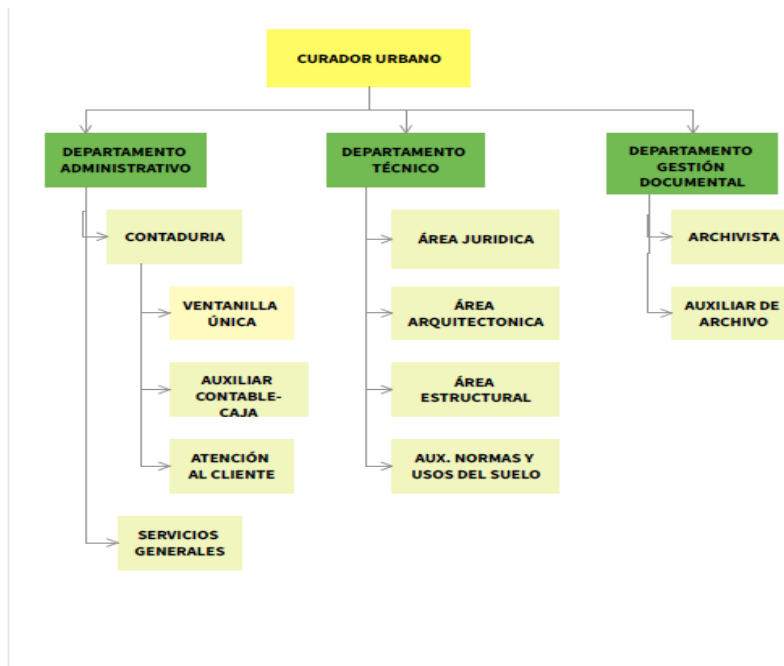 CURADOR URBANO
DEPARTAMENTO
ADMINISTRATIVO
CONTADURIA
VENTANILLA
ÚNICA
AUXILIAR
CONTABLE-
CAJA
ATENCIÓN
AL CLIENTE
SERVICIOS
GENERALES
DEPARTAMENTO
TÉCNICO
ÁREA JURIDICA
ÁREA
ARQUITECTONICA
ÁREA
ESTRUCTURAL
AUX. NORMAS Y
USOS DEL SUELO
DEPARTAMENTO
GESTIÓN
DOCUMENTAL
ARCHIVISTA
AUXILIAR DE
ARCHIVO